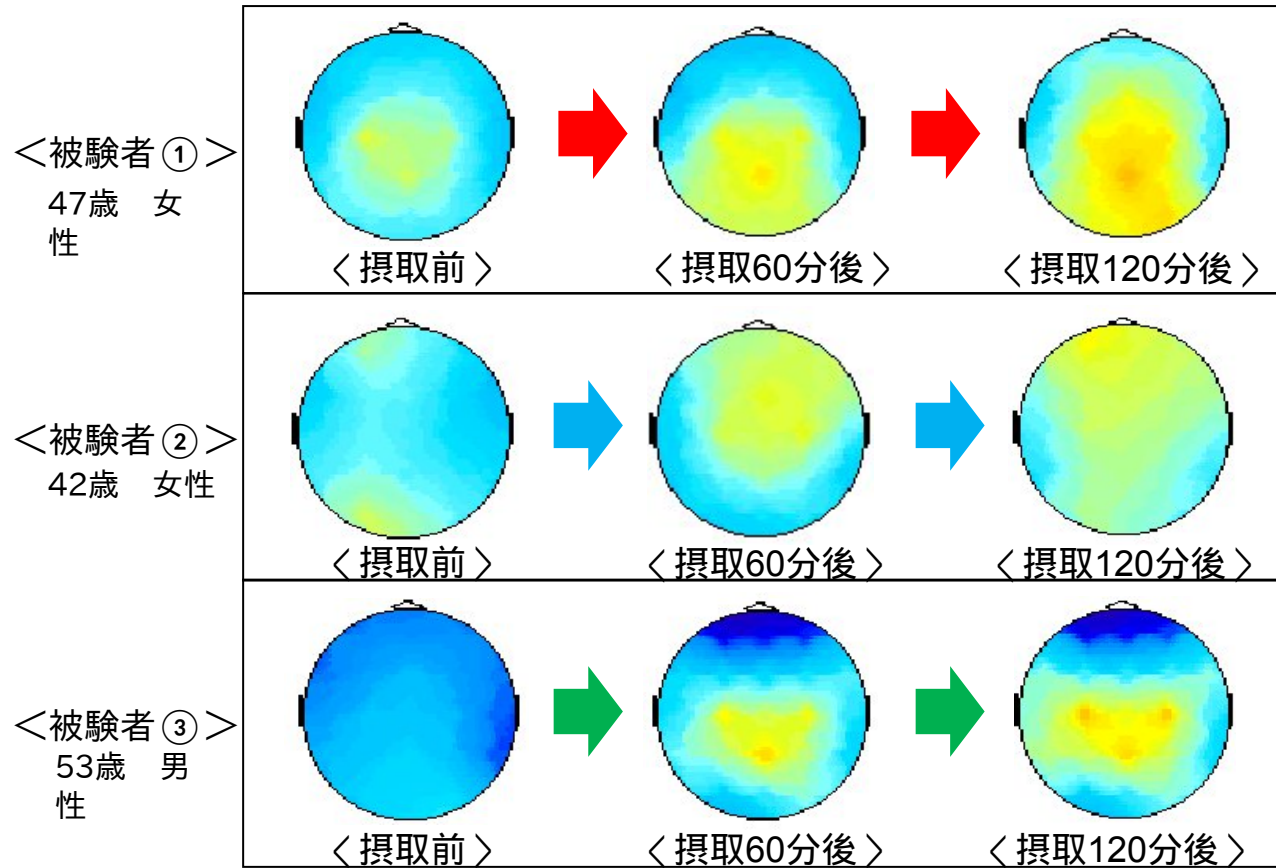 ＜被験者①＞
47歳　女
性
〈摂取前〉
〈摂取60分後〉
〈摂取120分後〉
＜被験者②＞
42歳　女性
〈摂取前〉
〈摂取60分後〉
〈摂取120分後〉
＜被験者③＞
53歳　男
性
〈摂取前〉
〈摂取60分後〉
〈摂取120分後〉